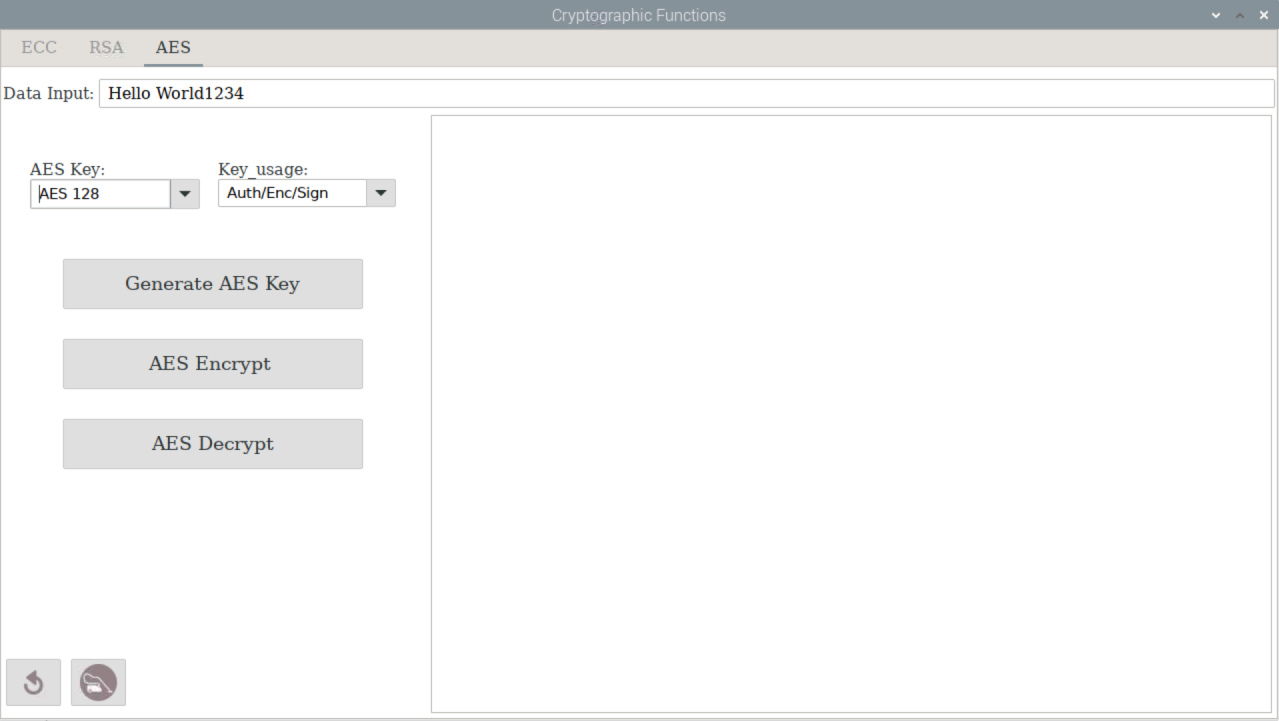 Cryptographic Functions
ECC RSA AES
Data Input: Hello World1234
AES Key: Key_usage:
AES 128 Auth/Enc/Sign
Generate AES Key
AES Encrypt
AES Decrypt